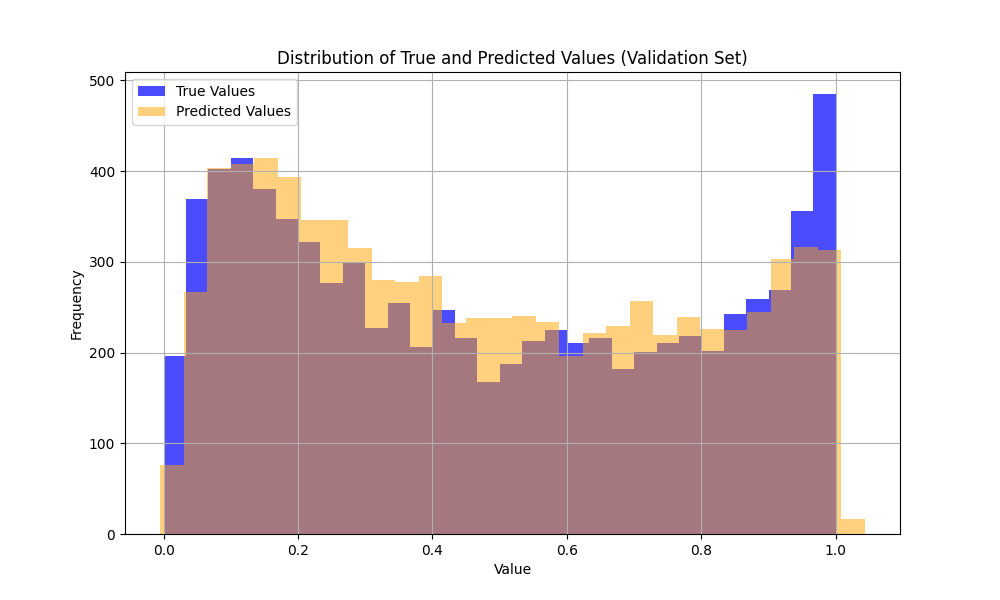 Distribution of True and Predicted Values (Validation Set)
True Values
Predicted Values
Frequency
500
400
300
200
100
0
0.0 0.2 0.4 0.6 0.8 1.0
Value